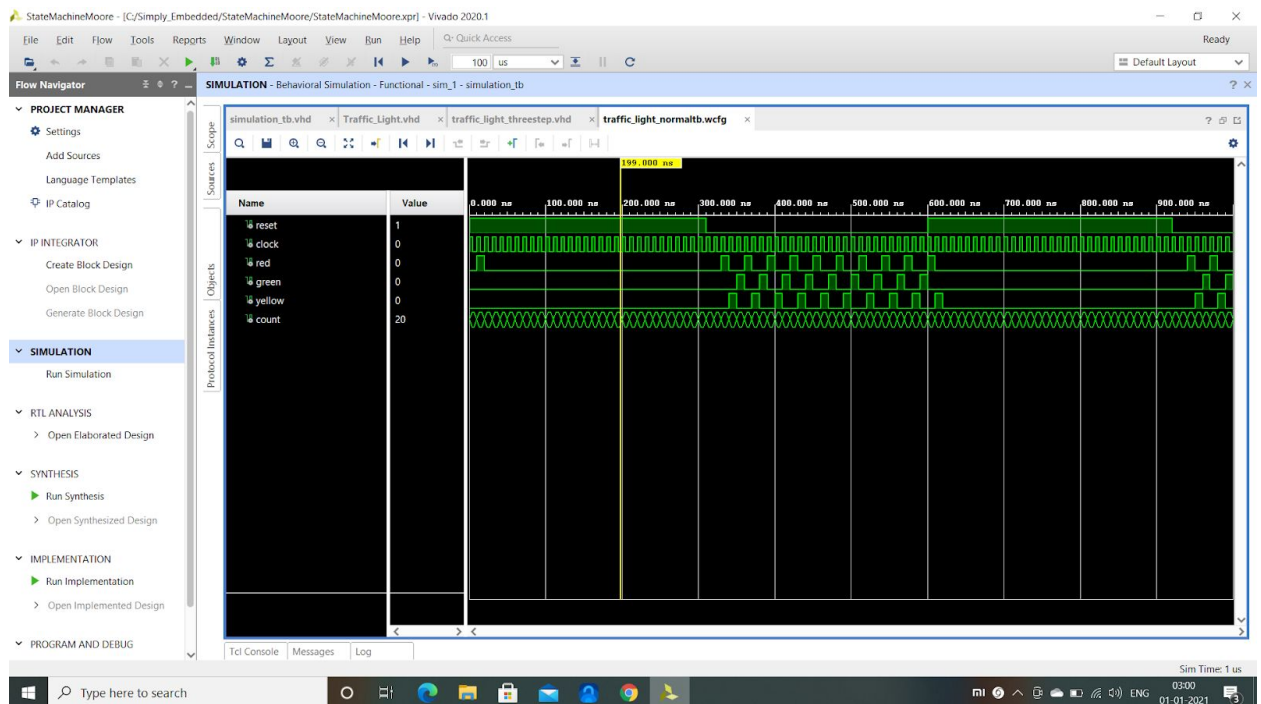 StateMachineMoore - [C:/Simply_Embedded/StateMachineMoore/StateMachineMoore.xpr] - Vivado 2020.1
File Edit Flow Tools Reports Window Layout View Run Help Quick Access Ready
100 us Default Layout
Flow Navigator
SIMULATION - Behavioral Simulation - Functional - sim_1 - simulation_tb
PROJECT MANAGER
Settings
Add Sources
Language Templates
IP Catalog
IP INTEGRATOR
Create Block Design
Open Block Design
Generate Block Design
SIMULATION
Run Simulation
RTL ANALYSIS
Open Elaborated Design
SYNTHESIS
Run Synthesis
Open Synthesized Design
IMPLEMENTATION
Run Implementation
Open Implemented Design
PROGRAM AND DEBUG
Scope
Sources
Objects
Protocol Instances
simulation_tb.vhd Traffic_Light.vhd traffic_light_threestep.vhd traffic_light_normaltb.wcfg
199.000 ns
Name Value 0.000 ns 100.000 ns 200.000 ns 300.000 ns 400.000 ns 500.000 ns 600.000 ns 700.000 ns 800.000 ns 900.000 ns
reset 1
clock 0
red 0
green 0
yellow 0
count 20
Tcl Console Messages Log
Sim Time: 1 us
Type here to search
ENG 03:00
01-01-2021
3